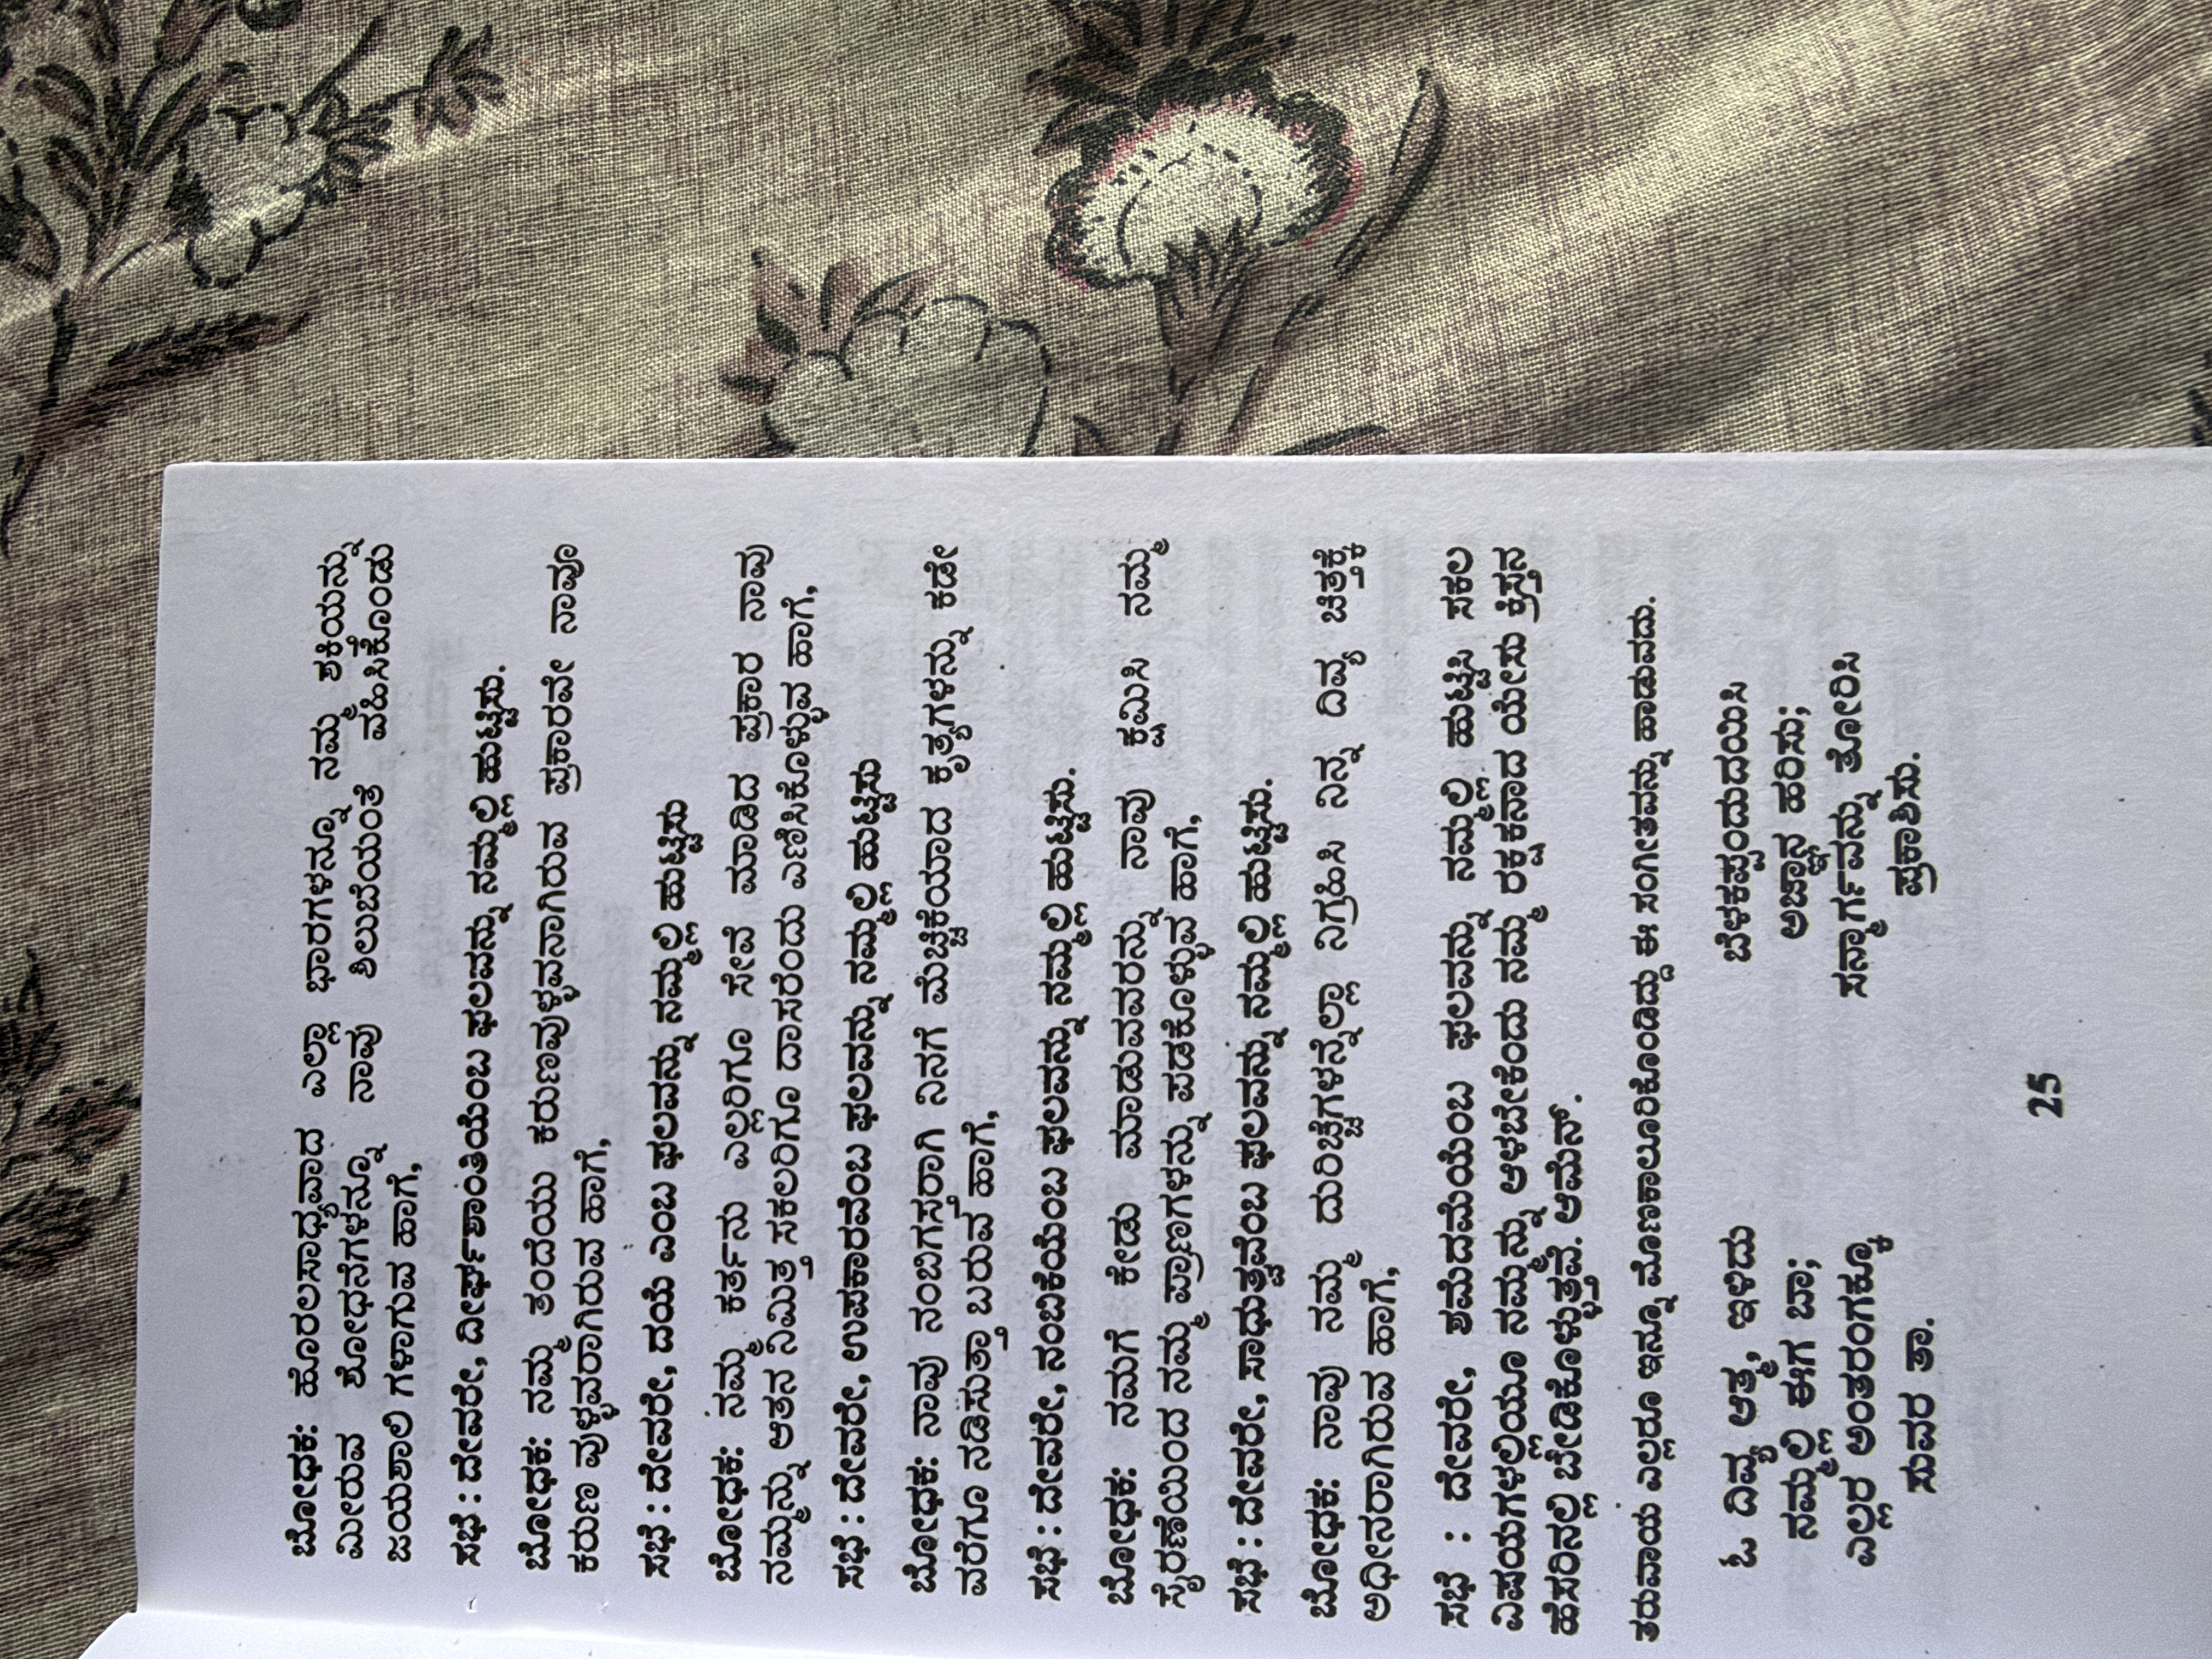 ಬೋಧಕ: ಹೊರಲಸಾಧ್ಯವಾದ ಎಲ್ಲಾ ಭಾರಗಳನ್ನೂ ನಮ್ಮ ಶಕ್ತಿಯನ್ನು
ಮೀರುವ ಶೋಧನೆಗಳನ್ನೂ ನಾವು ಶಿಲುಬೆಯಂತೆ ವಹಿಸಿಕೊಂಡು
ಜಯಶಾಲಿ ಗಳಾಗುವ ಹಾಗೆ,
ಸಭೆ : ದೇವರೇ, ದೀರ್ಘಶಾಂತಿಯೆಂಬ ಫಲವನ್ನು ನಮ್ಮಲ್ಲಿ ಹುಟ್ಟಿಸು.
ಬೋಧಕ: ನಮ್ಮ ತಂದೆಯು ಕರುಣವುಳ್ಳವನಾಗಿರುವ ಪ್ರಕಾರವೇ ನಾವೂ
ಕರುಣ ವುಳ್ಳವರಾಗಿರುವ ಹಾಗೆ,
ಸಭೆ : ದೇವರೇ, ದಯೆ ಎಂಬ ಫಲವನ್ನು ನಮ್ಮಲ್ಲಿ ಹುಟ್ಟಿಸು
ಬೋಧಕ: ನಮ್ಮ ಕರ್ತನು ಎಲ್ಲರಿಗೂ ಸೇವೆ ಮಾಡಿದ ಪ್ರಕಾರ ನಾವು
ನಮ್ಮನ್ನು ಆತನ ನಿಮಿತ್ತ ಸಕಲರಿಗೂ ದಾಸರೆಂದು ಎಣಿಸಿಕೊಳ್ಳುವ ಹಾಗೆ,
ಸಭೆ : ದೇವರೇ, ಉಪಕಾರವೆಂಬ ಫಲವನ್ನು ನಮ್ಮಲ್ಲಿ ಹುಟ್ಟಿಸು
ಬೋಧಕ: ನಾವು ನಂಬಿಗಸ್ತರಾಗಿ ನಿನಗೆ ಮೆಚ್ಚಿಕೆಯಾದ ಕೃತ್ಯಗಳನ್ನು ಕಡೇ
ವರೆಗೂ ನಡಿಸುತ್ತಾ ಬರುವ ಹಾಗೆ,
ಸಭೆ : ದೇವರೇ, ನಂಬಿಕೆಯೆಂಬ ಫಲವನ್ನು ನಮ್ಮಲ್ಲಿ ಹುಟ್ಟಿಸು.
ಬೋಧಕ: ನಮಗೆ ಕೇಡು ಮಾಡುವವರನ್ನು ನಾವು ಕ್ಷಮಿಸಿ ನಮ್ಮ
ಸೈರಣೆಯಿಂದ ನಮ್ಮ ಪ್ರಾಣಗಳನ್ನು ಪಡಕೊಳ್ಳುವ ಹಾಗೆ,
ಸಭೆ : ದೇವರೇ, ಸಾಧುತ್ವವೆಂಬ ಫಲವನ್ನು ನಮ್ಮಲ್ಲಿ ಹುಟ್ಟಿಸು.
ಬೋಧಕ: ನಾವು ನಮ್ಮ ದುರಿಚ್ಛೆಗಳನ್ನೆಲ್ಲಾ ನಿಗ್ರಹಿಸಿ ನಿನ್ನ ದಿವ್ಯ ಚಿತ್ತಕ್ಕೆ
ಅಧೀನರಾಗಿರುವ ಹಾಗೆ,
ಸಭೆ : ದೇವರೇ, ಶಮೆದಮೆಯೆಂಬ ಫಲವನ್ನು ನಮ್ಮಲ್ಲಿ ಹುಟ್ಟಿಸಿ ಸಕಲ
ವಿಷಯಗಳಲ್ಲಿಯೂ ನಮ್ಮನ್ನು ಆಳಬೇಕೆಂದು ನಮ್ಮ ರಕ್ಷಕನಾದ ಯೇಸು ಕ್ರಿಸ್ತನ
ಹೆಸರಿನಲ್ಲಿ ಬೇಡಿಕೊಳ್ಳುತ್ತವೆ. ಆಮೆನ್.
ತರುವಾಯ ಎಲ್ಲರೂ ಇನ್ನೂ ಮೊಣಕಾಲೂರಿಕೊಂಡಿದ್ದು ಈ ಸಂಗೀತವನ್ನು ಹಾಡುವದು.
ಓ ದಿವ್ಯ ಆತ್ಮ, ಇಳಿದು
ನಮ್ಮಲ್ಲಿ ಈಗ ಬಾ;
ಎಲ್ಲರ ಅಂತರಂಗಕ್ಕೂ
ಸುವರ ತಾ.
ಬೆಳಕಪ್ಪಂದುದಯಿಸಿ
ಅಜ್ಞಾನ ಹರಿಸು;
ಸನ್ಮಾರ್ಗವನ್ನು ತೋರಿಸಿ
ಪ್ರಕಾಶಿಸು.
25